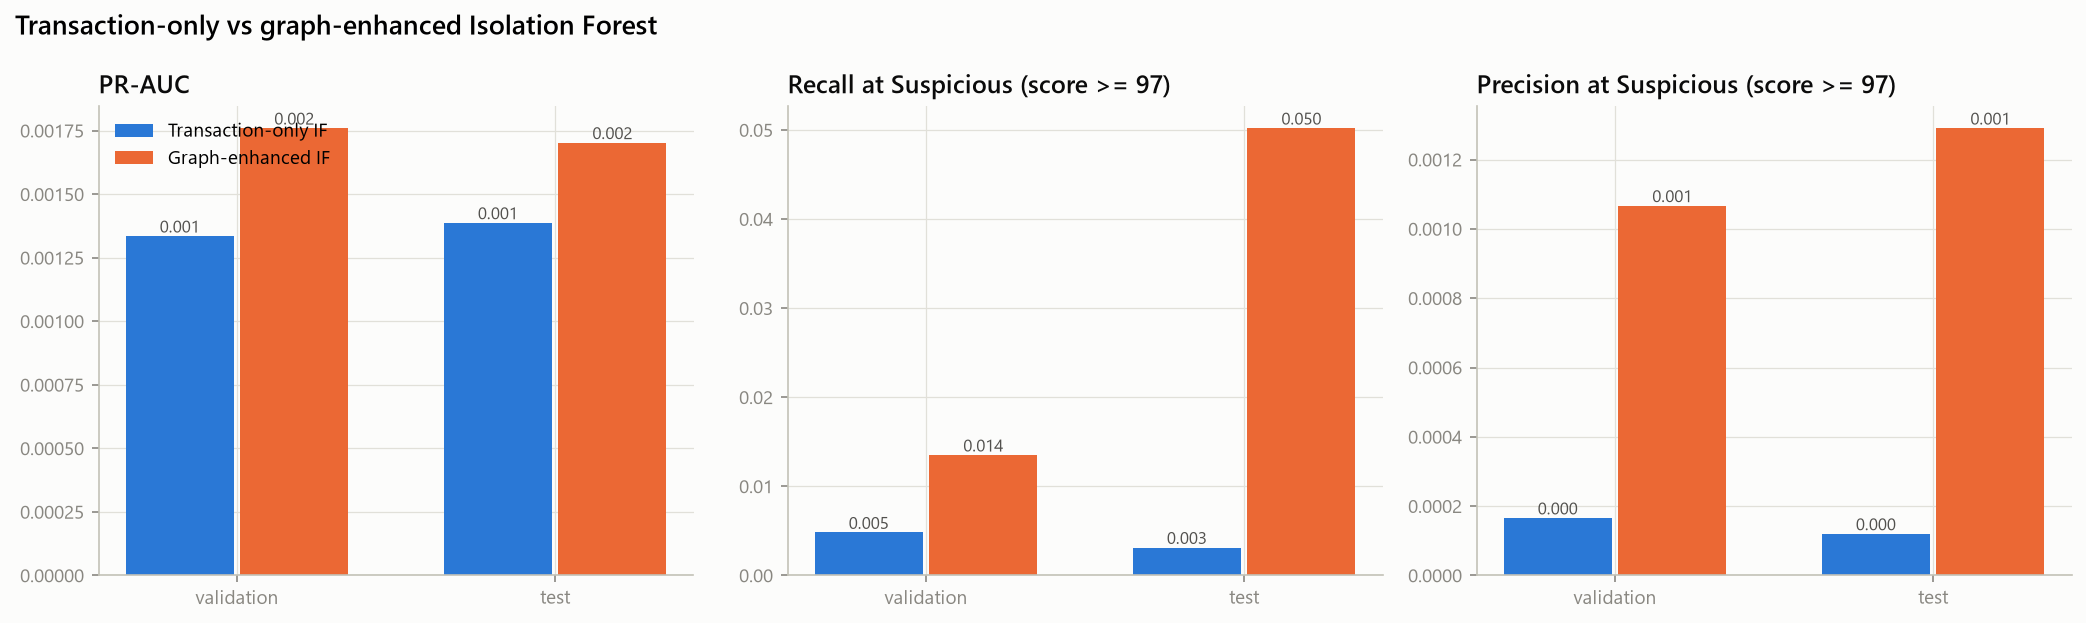 Transaction-only vs graph-enhanced Isolation Forest
PR-AUC
0.00175
0.00150
0.00125
0.00100
0.00075
0.00050
0.00025
0.00000
Transaction-only IF
Graph-enhanced IF
0.001
0.002
0.001
0.002
validation
test
Recall at Suspicious (score >= 97)
0.05
0.04
0.03
0.02
0.01
0.00
0.005
0.014
0.003
0.050
validation
test
Precision at Suspicious (score >= 97)
0.0012
0.0010
0.0008
0.0006
0.0004
0.0002
0.0000
0.000
0.001
0.000
0.001
validation
test